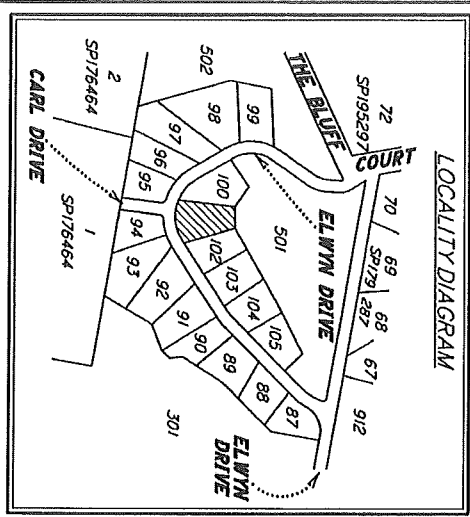 LOCALITY DIAGRAM
72
SP195297
THE BLUFF
COURT
70
69
68
67
SP179287
912
502
99
98
97
96
95
100
501
ELWYN DRIVE
102
103
104
105
2
SP176464
CARL DRIVE
1
SP176464
94
93
92
91
90
89
88
87
301
ELWYN
DRIVE